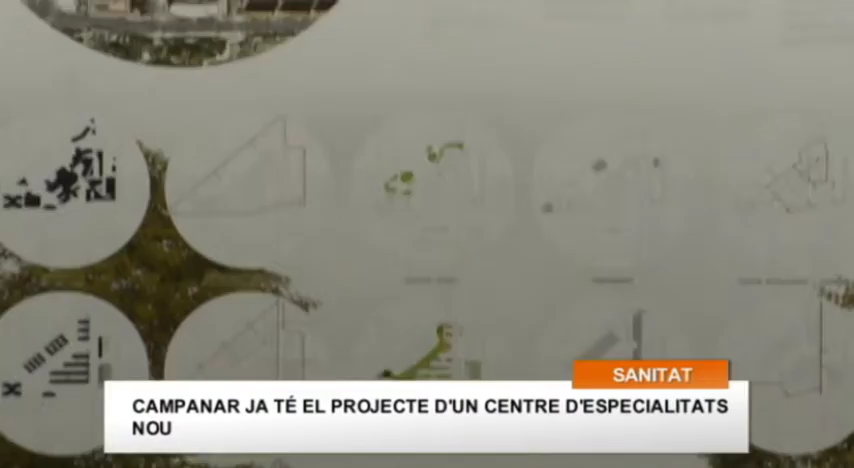 SANITAT
CAMPANAR JA TÉ EL PROJECTE D'UN CENTRE D'ESPECIALITATS
NOU